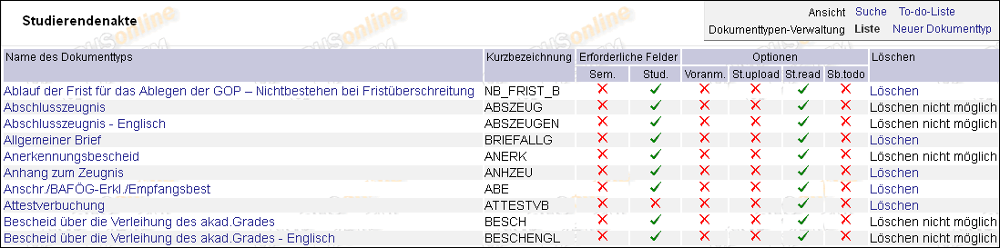 Studierendenakte
Ansicht Suche To-do-Liste
Dokumenttypen-Verwaltung Liste Neuer Dokumenttyp
Name des Dokumenttyps Kurzbezeichnung Erforderliche Felder Optionen Löschen
Sem. Stud. Voranm. St.upload St.read Sb.todo
Ablauf der Frist für das Ablegen der GOP – Nichtbestehen bei Fristüberschreitung NB_FRIST_B Löschen
Abschlusszeugnis ABSZEUG Löschen nicht möglich
Abschlusszeugnis - Englisch ABSZEUGEN Löschen nicht möglich
Allgemeiner Brief BRIEFALLG Löschen
Anerkennungsbescheid ANERK Löschen nicht möglich
Anhang zum Zeugnis ANHZEU Löschen
Anschr./BAFÖG-Erkl./Empfangsbest ABE Löschen
Attestverbuchung ATTESTVB Löschen
Bescheid über die Verleihung des akad.Grades BESCH Löschen nicht möglich
Bescheid über die Verleihung des akad.Grades - Englisch BESCHENGL Löschen nicht möglich